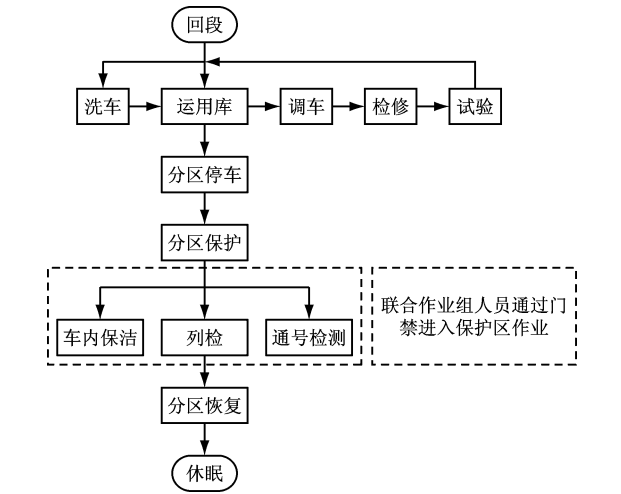 回段
洗车
运用库
调车
检修
试验
分区停车
分区保护
车内保洁
列检
通号检测
联合作业组人员通过门
禁进入保护区作业
分区恢复
休眠